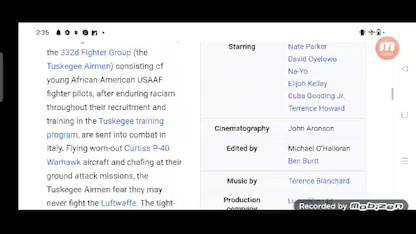 2:35
the 332d Fighter Group (the
Tuskegee Airmen) consisting of
young African-American USAAF
fighter pilots, after enduring racism
throughout their recruitment and
training in the Tuskegee training
program, are sent into combat in
Italy. Flying worn-out Curtiss P-40
Warhawk aircraft and chafing at their
ground attack missions, the
Tuskegee Airmen fear they may
never fight the Luftwaffe. The tight-
Starring
Nate Parker
David Oyelowo
Ne-Yo
Elijah Kelley
Cuba Gooding Jr.
Terrence Howard
Cinematography
John Aronson
Edited by
Michael O'Halloran
Ben Burtt
Music by
Terence Blanchard
Production
Recorded by Mobizen